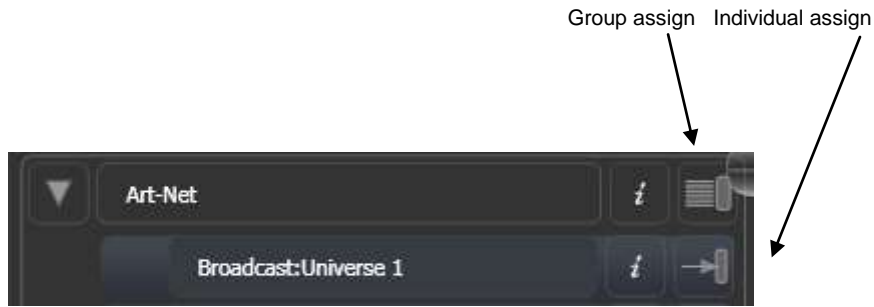 Group assign Individual assign
Art-Net i
Broadcast:Universe 1 i